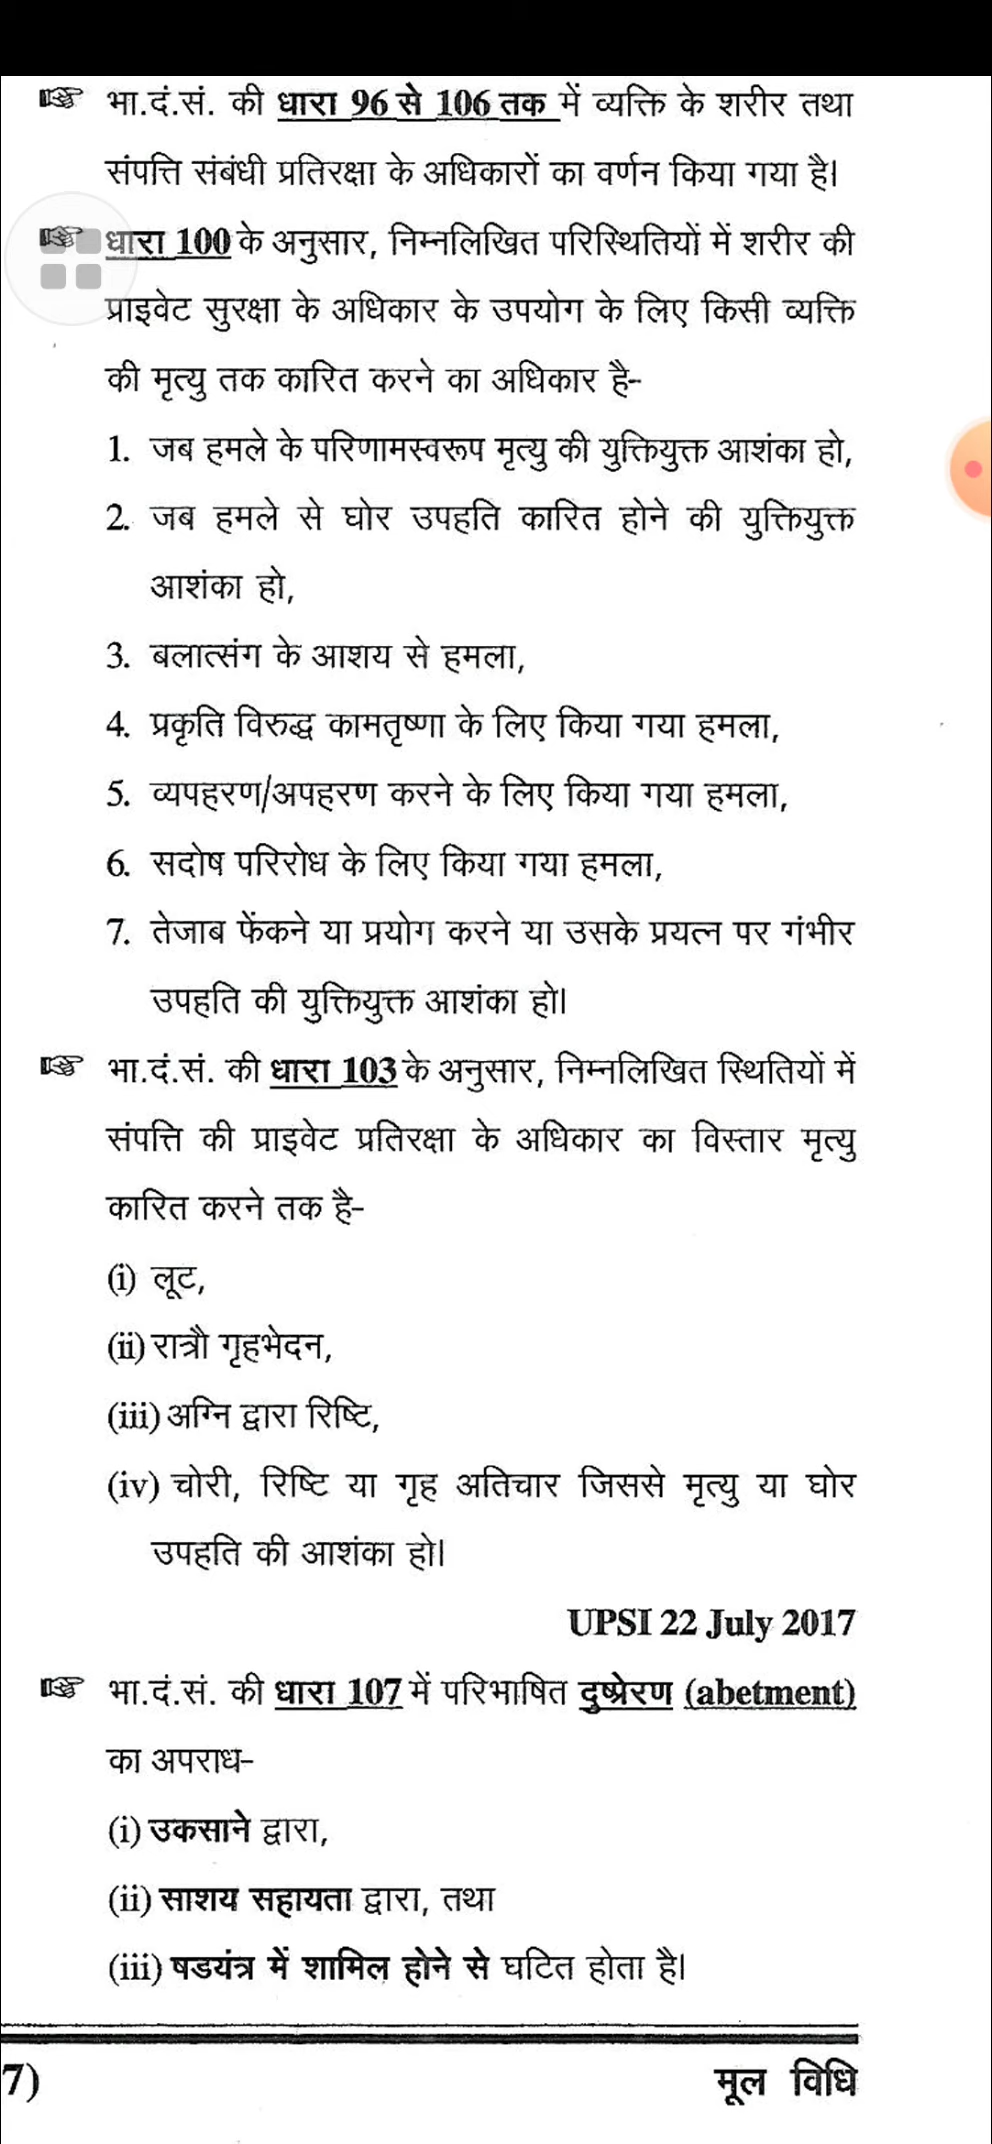 भा.दं.सं. की धारा 96 से 106 तक में व्यक्ति के शरीर तथा
संपत्ति संबंधी प्रतिरक्षा के अधिकारों का वर्णन किया गया है।
धारा 100 के अनुसार, निम्नलिखित परिस्थितियों में शरीर की
प्राइवेट सुरक्षा के अधिकार के उपयोग के लिए किसी व्यक्ति
की मृत्यु तक कारित करने का अधिकार है-
1. जब हमले के परिणामस्वरूप मृत्यु की युक्तियुक्त आशंका हो,
2. जब हमले से घोर उपहति कारित होने की युक्तियुक्त
आशंका हो,
3. बलात्संग के आशय से हमला,
4. प्रकृति विरुद्ध कामतृष्णा के लिए किया गया हमला,
5. व्यपहरण/अपहरण करने के लिए किया गया हमला,
6. सदोष परिरोध के लिए किया गया हमला,
7. तेजाब फेंकने या प्रयोग करने या उसके प्रयत्न पर गंभीर
उपहति की युक्तियुक्त आशंका हो।
भा.दं.सं. की धारा 103 के अनुसार, निम्नलिखित स्थितियों में
संपत्ति की प्राइवेट प्रतिरक्षा के अधिकार का विस्तार मृत्यु
कारित करने तक है-
(i) लूट,
(ii) रात्रौ गृहभेदन,
(iii) अग्नि द्वारा रिष्टि,
(iv) चोरी, रिष्टि या गृह अतिचार जिससे मृत्यु या घोर
उपहति की आशंका हो।
UPSI 22 July 2017
भा.दं.सं. की धारा 107 में परिभाषित दुष्प्रेरण (abetment)
का अपराध-
(i) उकसाने द्वारा,
(ii) साशय सहायता द्वारा, तथा
(iii) षडयंत्र में शामिल होने से घटित होता है।
7)
मूल विधि